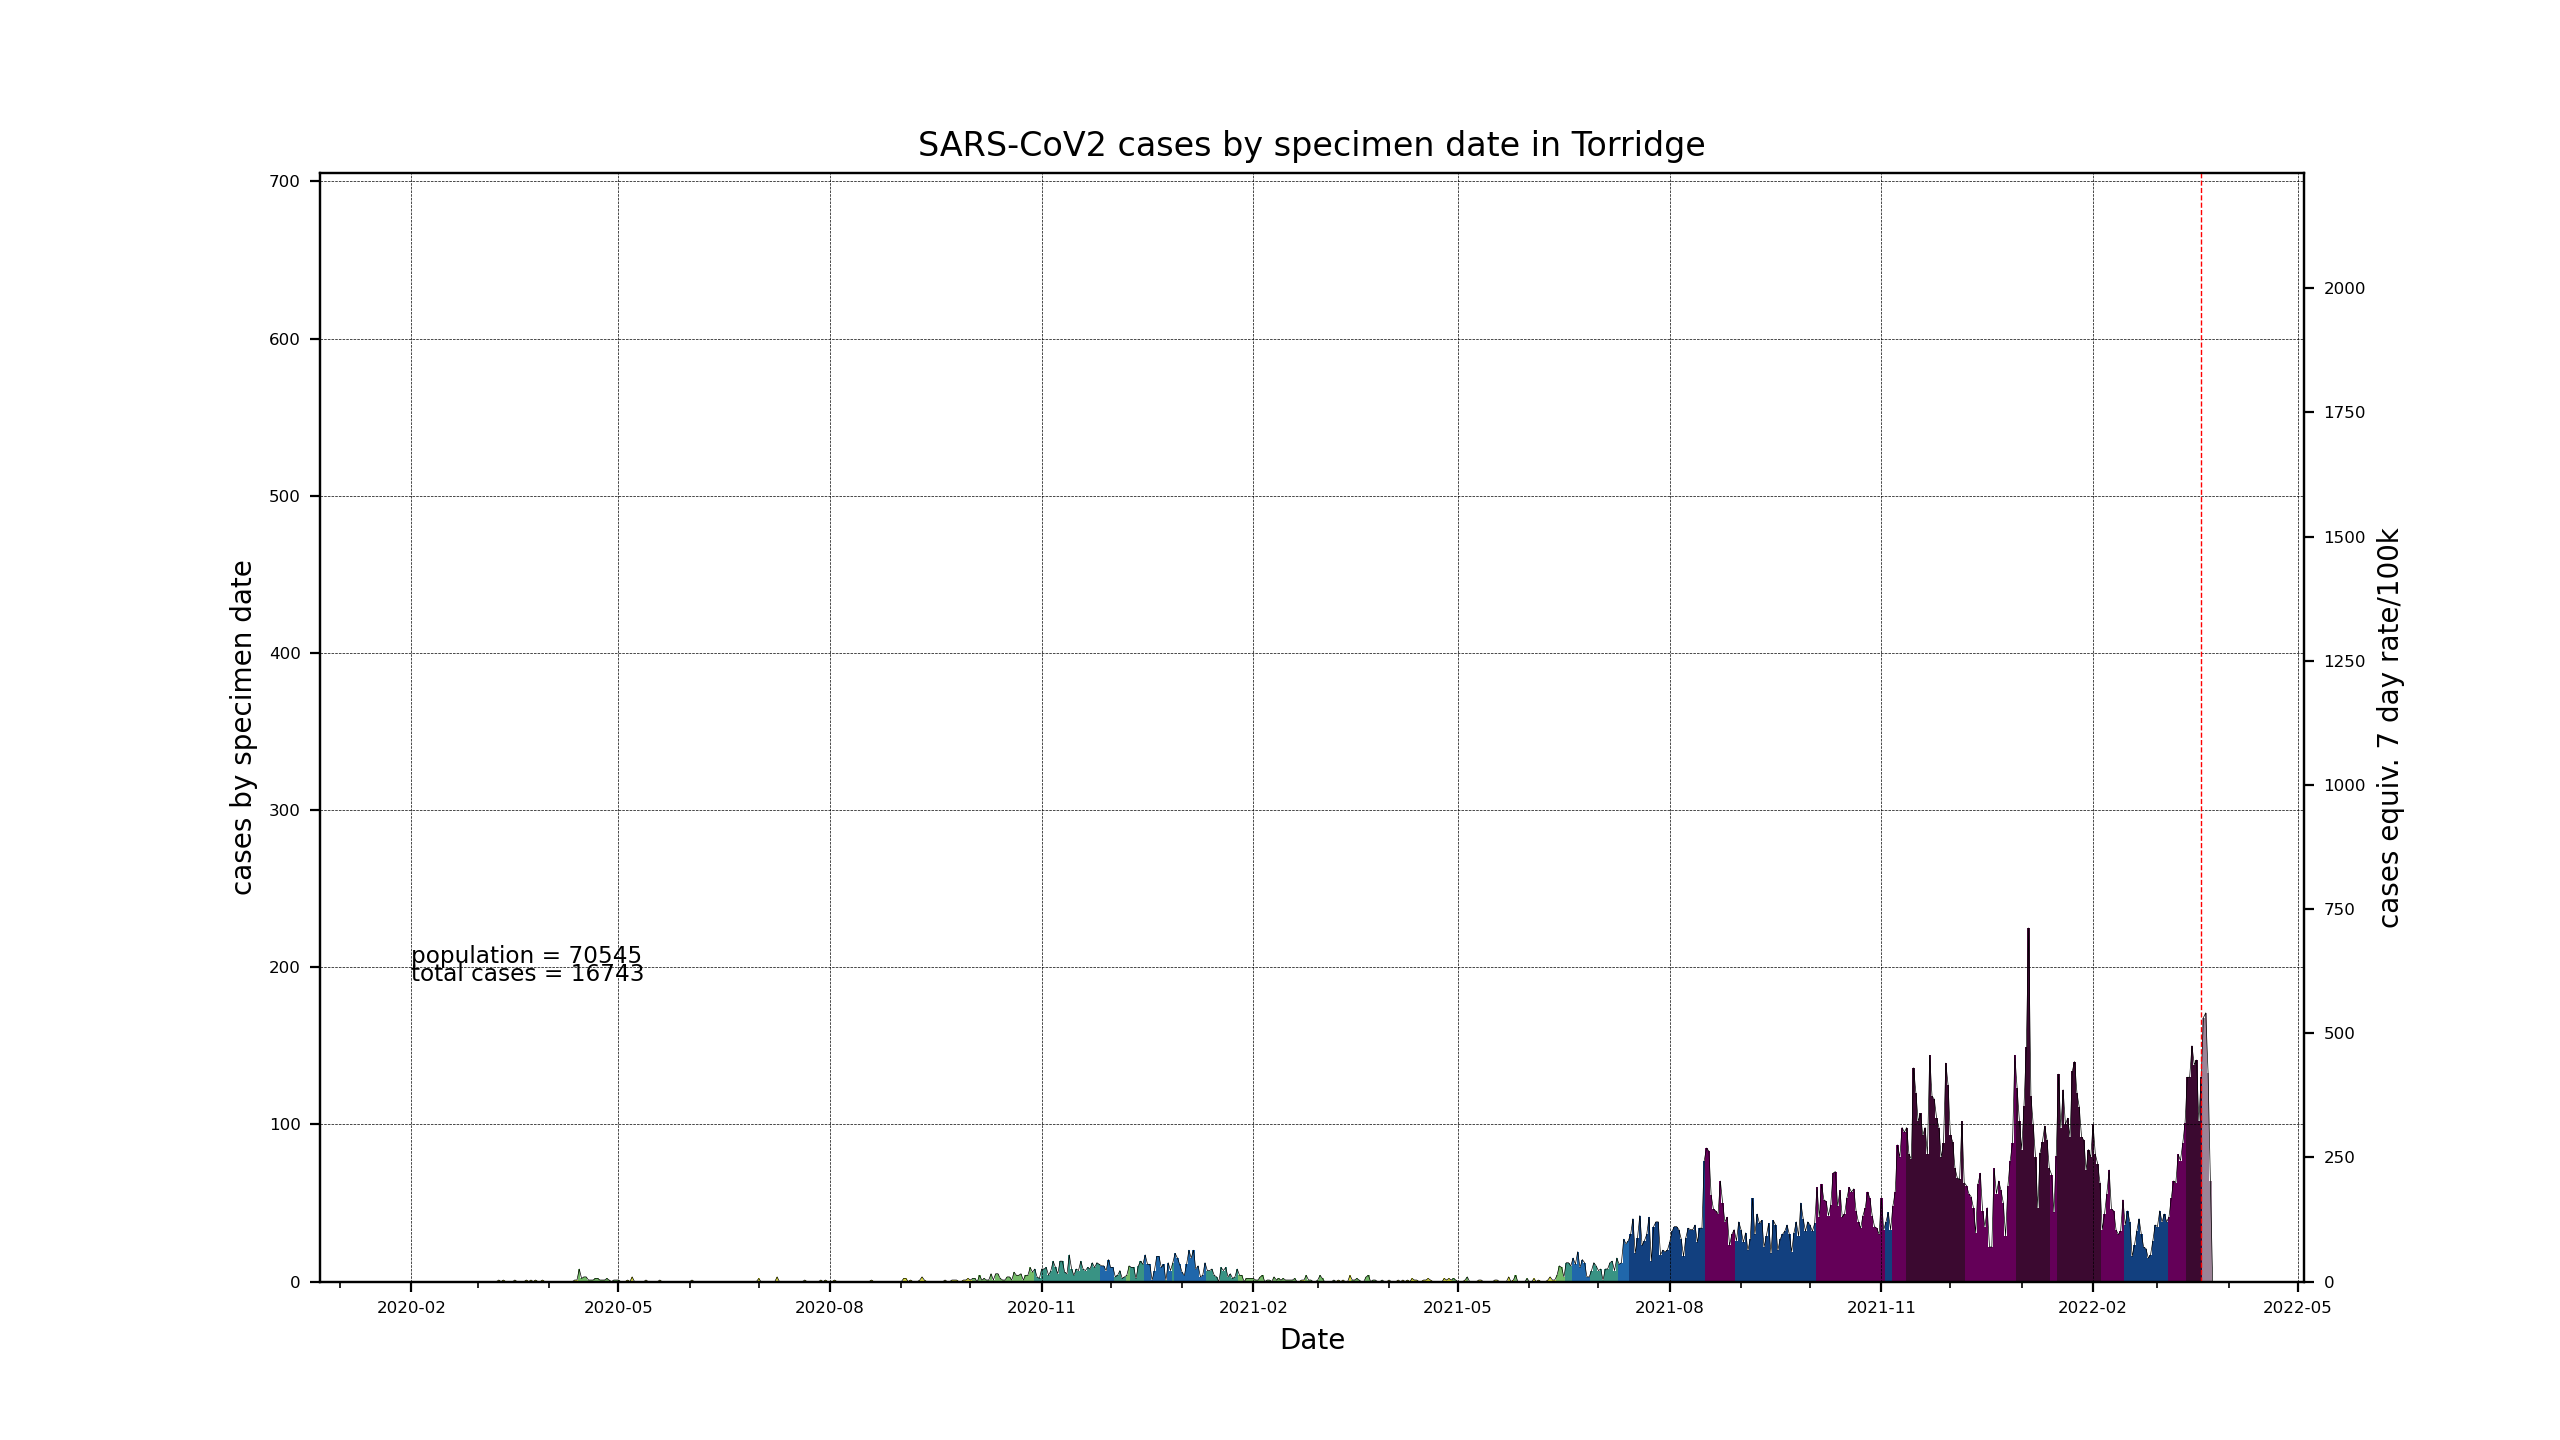 SARS-CoV2 cases by specimen date in Torridge
700
600
500
400
300
200
100
0
cases by specimen date
population = 70545
total cases = 16743
2000
1750
1500
1250
1000
750
500
250
0
cases equiv. 7 day rate/100k
2020-02 2020-05 2020-08 2020-11 2021-02 2021-05 2021-08 2021-11 2022-02 2022-05
Date